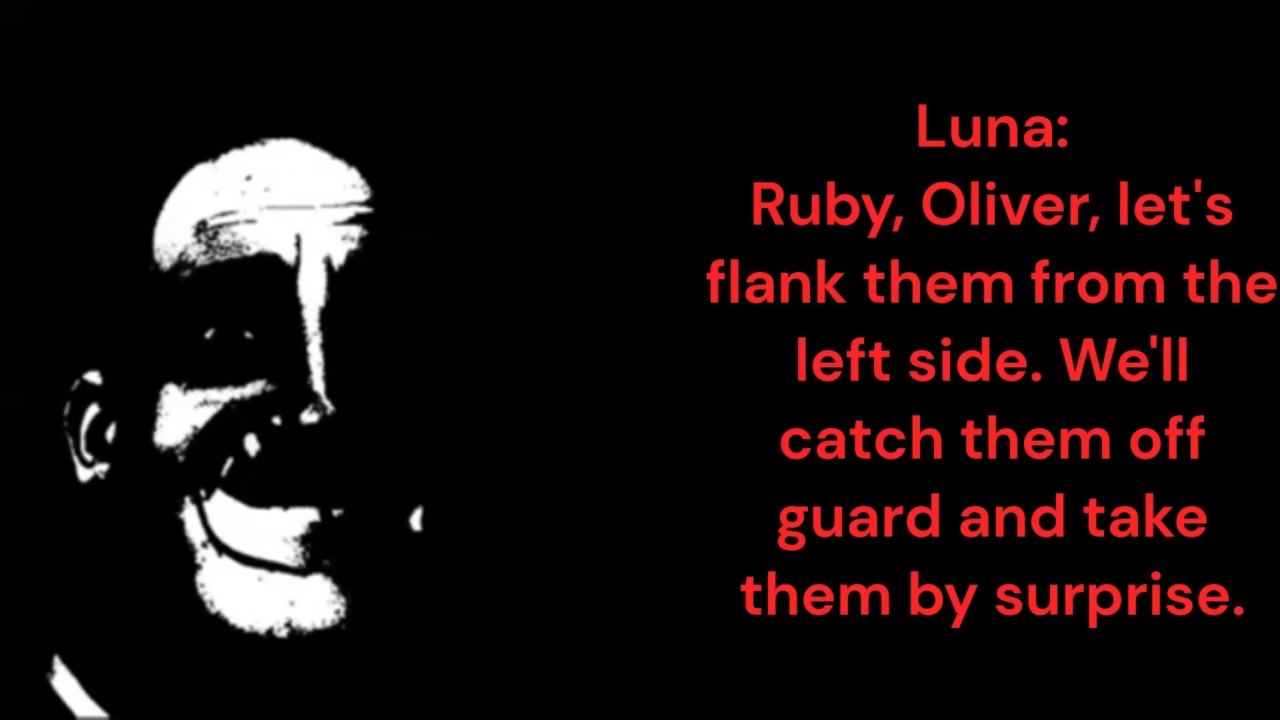 Luna:
Ruby, Oliver, let's
flank them from the
left side. We'll
catch them off
guard and take
them by surprise.